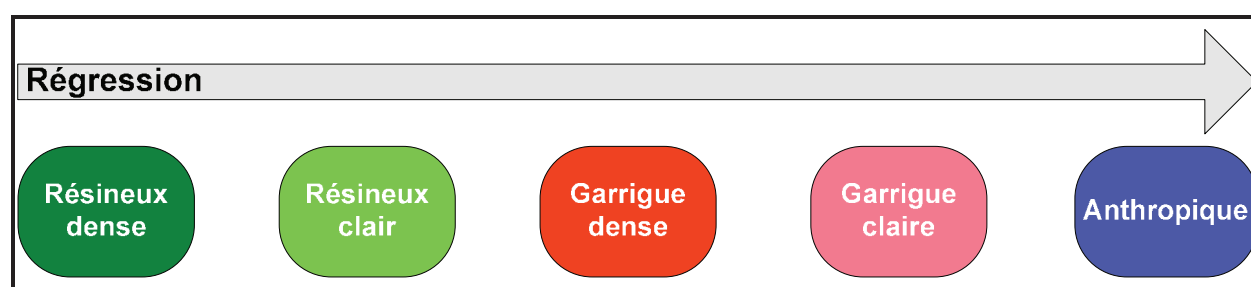 Régression
Résineux
dense
Résineux
clair
Garrigue
dense
Garrigue
claire
Anthropique